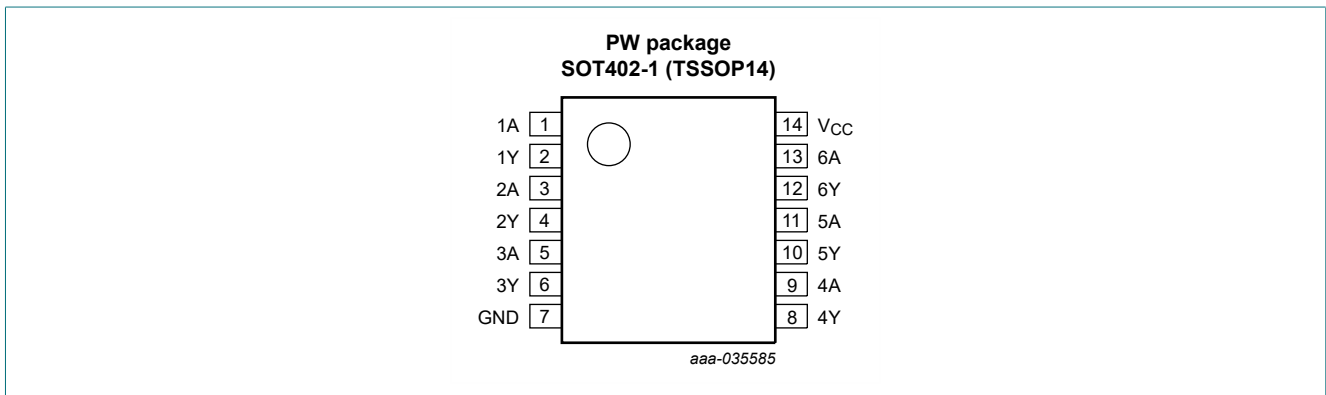 PW package
SOT402-1 (TSSOP14)
1A 1
1Y 2
2A 3
2Y 4
3A 5
3Y 6
GND 7
14 VCC
13 6A
12 6Y
11 5A
10 5Y
9 4A
8 4Y
aaa-035585